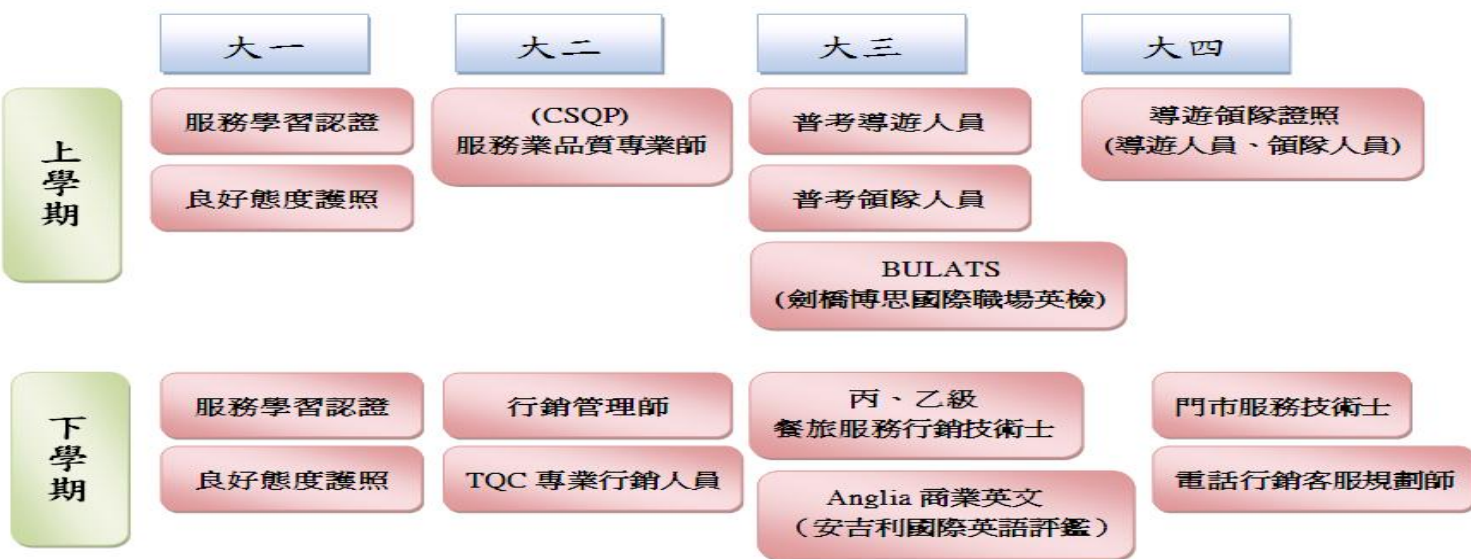 大一
大二
大三
大四
上學期
服務學習認證
良好態度護照
(CSQP)
服務業品質專業師
普考導遊人員
普考領隊人員
BULATS
(劍橋博思國際職場英檢)
導遊領隊證照
(導遊人員、領隊人員)
下學期
服務學習認證
良好態度護照
行銷管理師
TQC 專業行銷人員
丙、乙級
餐旅服務行銷技術士
Anglia 商業英文
（安吉利國際英語評鑑）
門市服務技術士
電話行銷客服規劃師